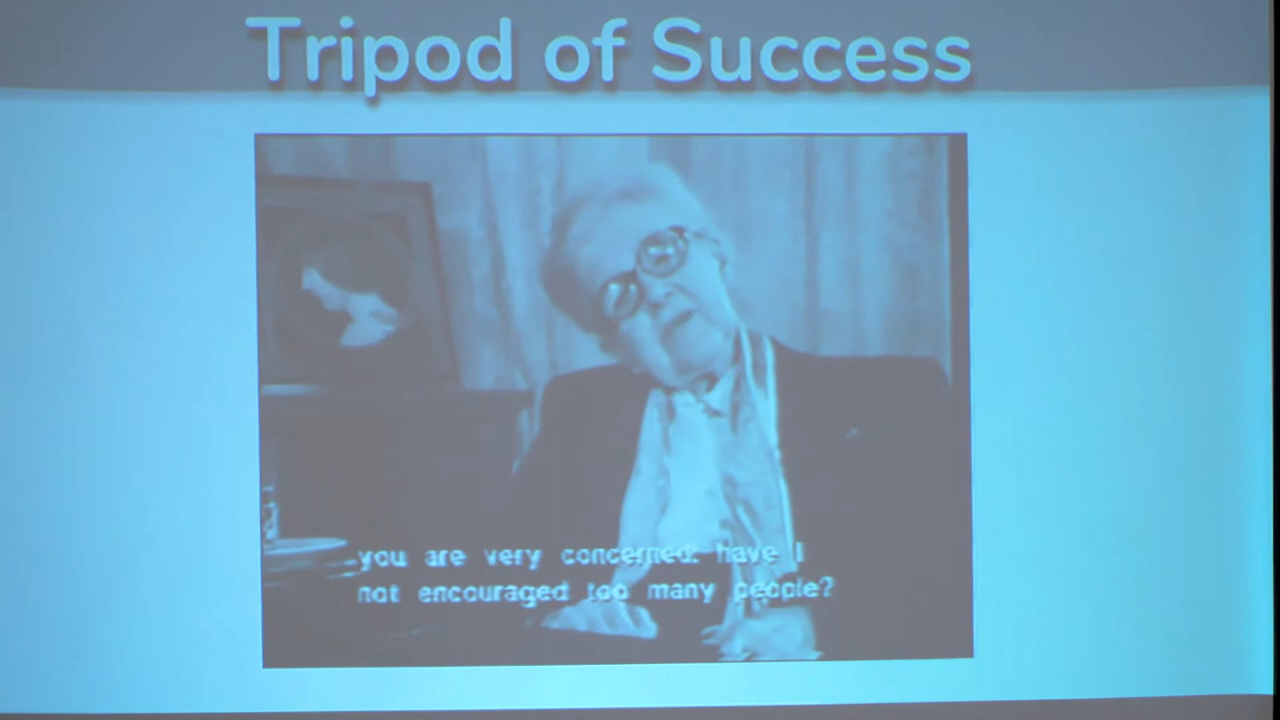 Tripod of Success
you are very concerned: have I
not encouraged too many people?